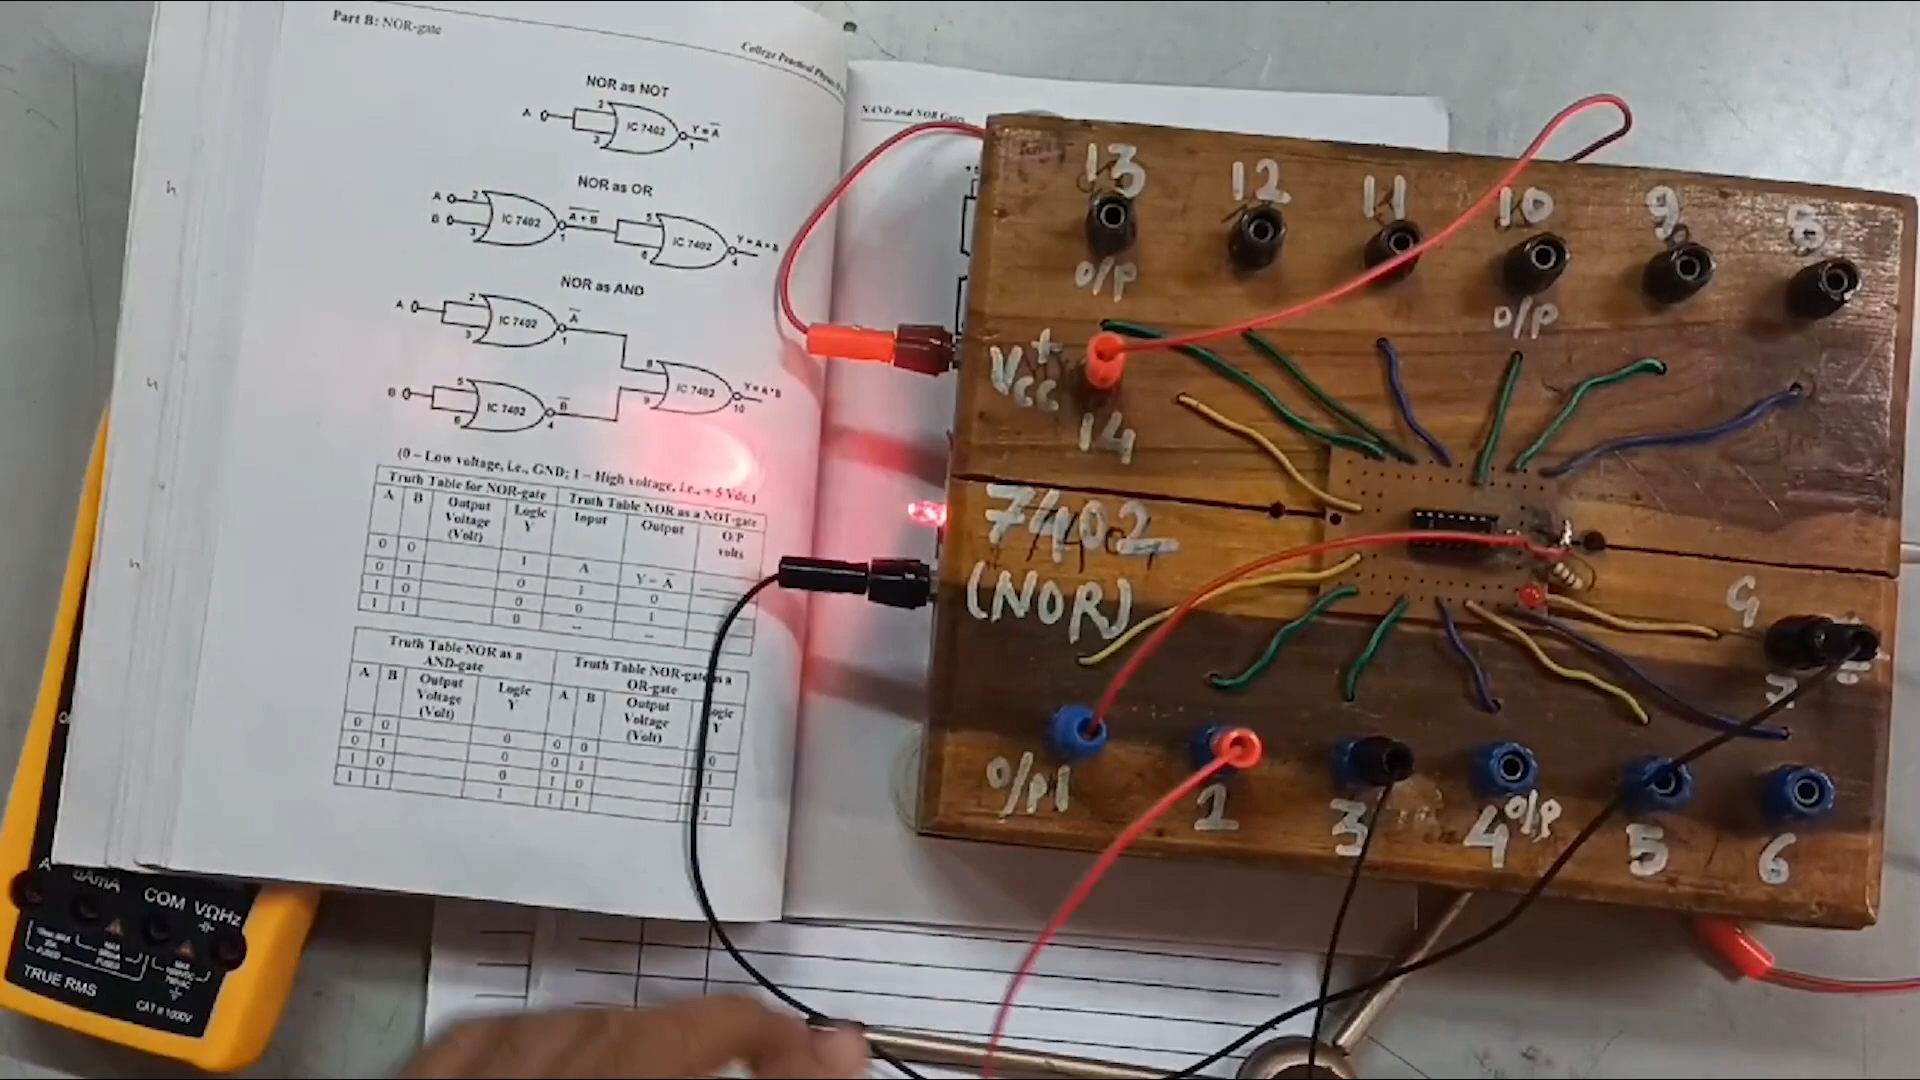 Part B: NOR-gate
College Practical Physics
NOR as NOT
A
2
3
IC 7402
1
Y = A̅
NOR as OR
A
B
2
3
IC 7402
1
A̅+̅B̅
5
6
IC 7402
4
NOR as AND
A
2
3
IC 7402
1
A̅
B
5
6
IC 7402
4
B̅
8
9
IC 7402
10
(0 – Low voltage, i.e., GND; 1 – High voltage, i.e., + 5 Vdc.)
Truth Table for NOR-gate Truth Table NOR as a NOT-gate
A B Output Voltage (Volt) Logic Y Input Output O/P volts
0 0 1 A Y = A̅
0 1 0 1 0
1 0 0 0 1
1 1 0 -- --
Truth Table NOR as a AND-gate Truth Table NOR-gate as a OR-gate
A B Output Voltage (Volt) Logic Y A B Output Voltage (Volt) Logic Y
0 0 0 0 0 0
0 1 0 0 1 1
1 0 0 1 0 1
1 1 1 1 1 1
NAND and NOR
13 12 11 10 9 8
O/P
O/P
VCC +
14
7402
(NOR)
G
7
O/P 1
2
3
4 O/P
5
6
A
COM VΩHz
TRUE RMS
CAT II 1000V